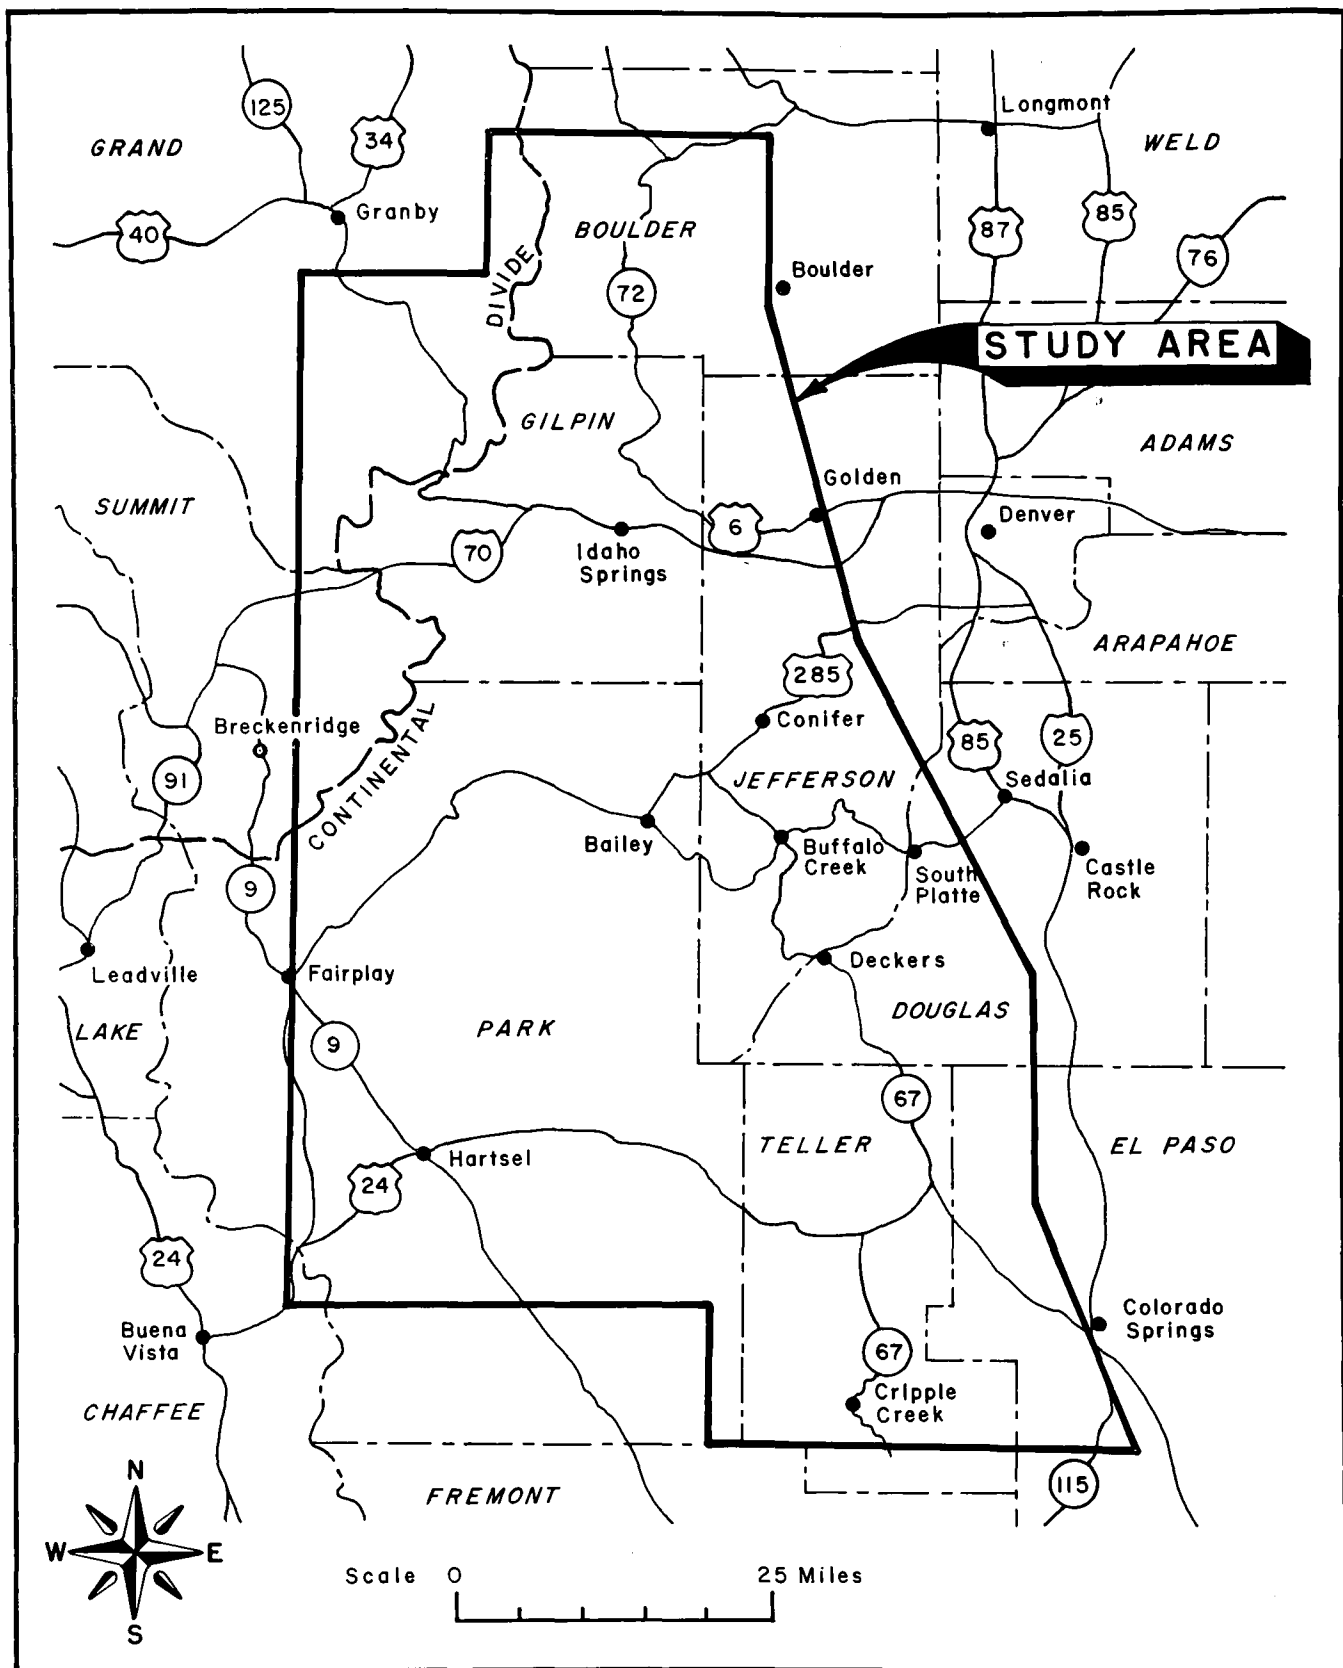 125
34
Longmont
GRAND
WELD
Granby
40
BOULDER
87
85
76
DIVIDE
Boulder
72
STUDY AREA
GILPIN
ADAMS
SUMMIT
Golden
Denver
6
70
Idaho
Springs
ARAPAHOE
285
Breckenridge
Conifer
CONTINENTAL
85
25
91
JEFFERSON
Sedalia
Bailey
Buffalo
Creek
South
Platte
Castle
Rock
9
Leadville
Fairplay
Deckers
DOUGLAS
LAKE
PARK
9
67
TELLER
EL PASO
Hartsel
24
24
Buena
Vista
Colorado
Springs
67
Cripple
Creek
CHAFFEE
FREMONT
115
N
W
E
S
Scale 0 25 Miles